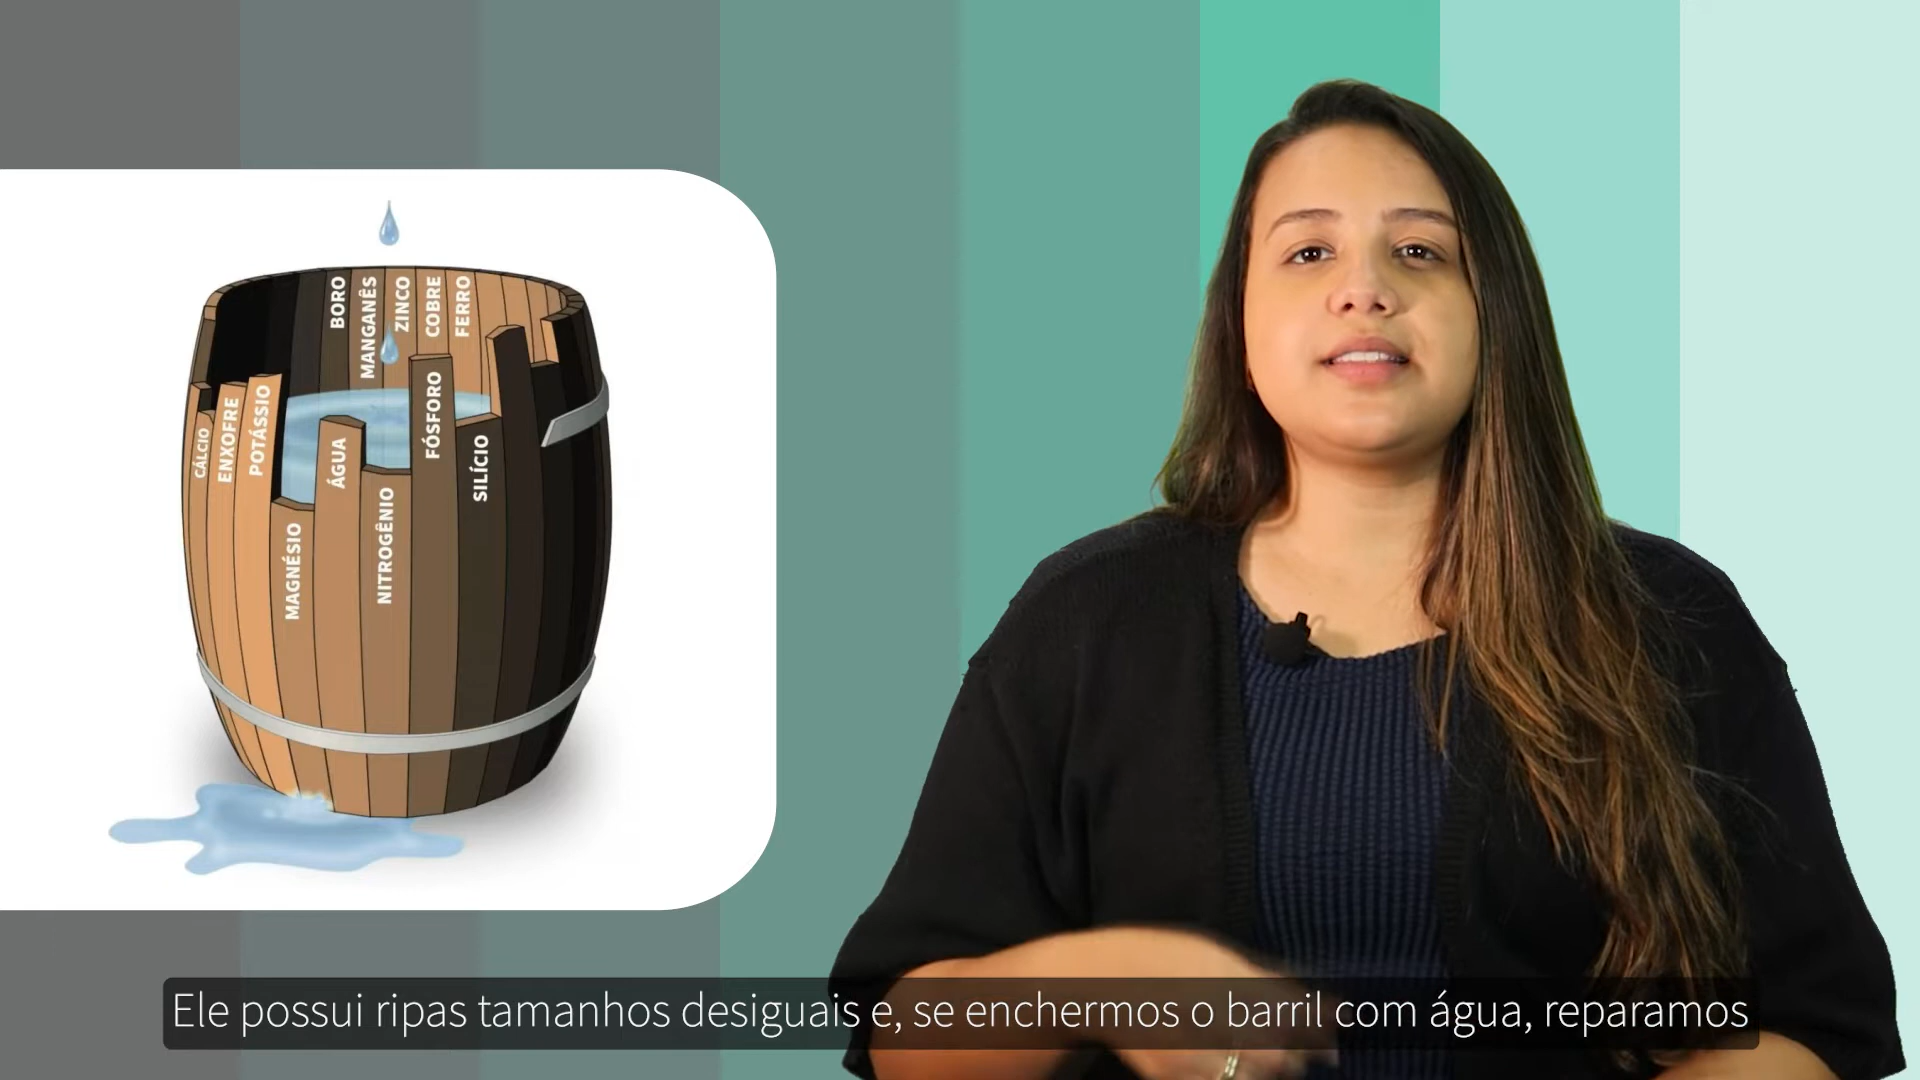 BORO
MANGANÊS
ZINCO
COBRE
FERRO
CÁLCIO
ENXOFRE
POTÁSSIO
MAGNÉSIO
ÁGUA
NITROGÊNIO
FÓSFORO
SILÍCIO
Ele possui ripas tamanhos desiguais e, se enchermos o barril com água, reparamos